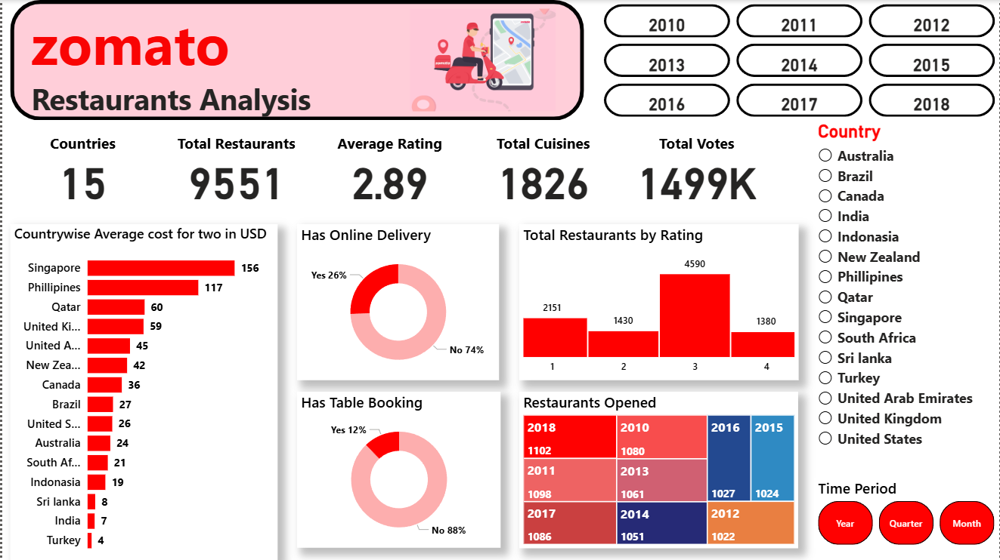 zomato
Restaurants Analysis
2010
2011
2012
2013
2014
2015
2016
2017
2018
Countries
15
Total Restaurants
9551
Average Rating
2.89
Total Cuisines
1826
Total Votes
1499K
Country
Australia
Brazil
Canada
India
Indonasia
New Zealand
Phillipines
Qatar
Singapore
South Africa
Sri lanka
Turkey
United Arab Emirates
United Kingdom
United States
Countrywise Average cost for two in USD
Singapore 156
Phillipines 117
Qatar 60
United Ki... 59
United A... 45
New Zea... 42
Canada 36
Brazil 27
United S... 26
Australia 24
South Af... 21
Indonasia 19
Sri lanka 8
India 7
Turkey 4
Has Online Delivery
Yes 26%
No 74%
Total Restaurants by Rating
2151
1430
4590
1380
1
2
3
4
Has Table Booking
Yes 12%
No 88%
Restaurants Opened
2018
1102
2010
1080
2016
1027
2015
1024
2011
1098
2013
1061
2017
1086
2014
1051
2012
1022
Time Period
Year
Quarter
Month